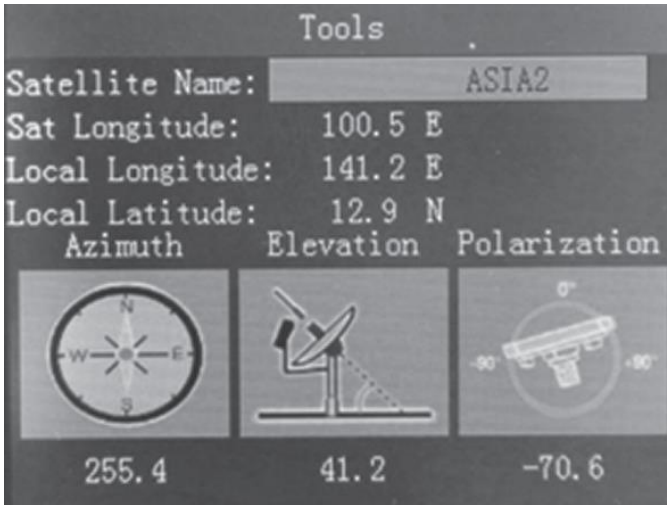 Tools
Satellite Name: ASIA2
Sat Longitude: 100.5 E
Local Longitude: 141.2 E
Local Latitude: 12.9 N
Azimuth Elevation Polarization
N
W E
S
0°
-90° +90°
255.4 41.2 -70.6